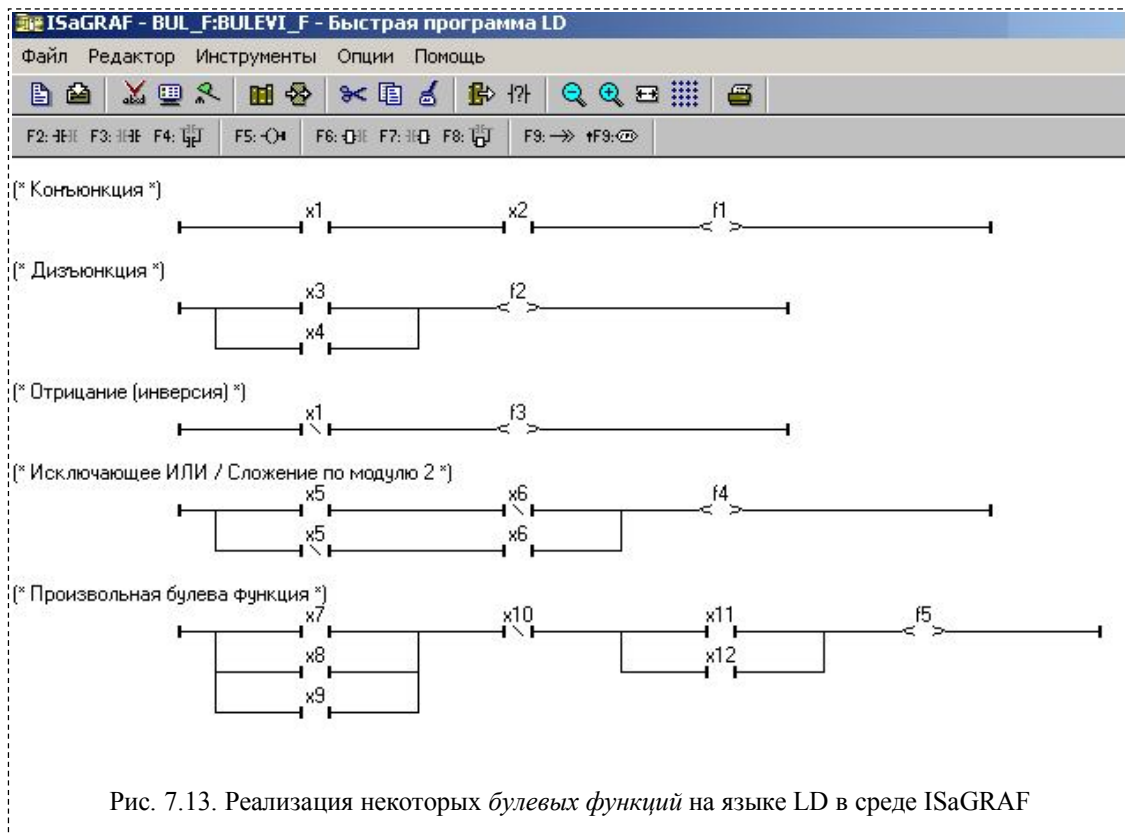 ISaGRAF - BUL_F:BULEVI_F - Быстрая программа LD
Файл Редактор Инструменты Опции Помощь
F2: F3: F4: F5: F6: F7: F8: F9: ↑F9:
(* Конъюнкция *)
x1 x2 f1
(* Дизъюнкция *)
x3 f2
x4
(* Отрицание (инверсия) *)
x1 f3
(* Исключающее ИЛИ / Сложение по модулю 2 *)
x5 x6 f4
x5 x6
(* Произвольная булева функция *)
x7 x10 x11 f5
x8 x12
x9
Рис. 7.13. Реализация некоторых булевых функций на языке LD в среде ISaGRAF